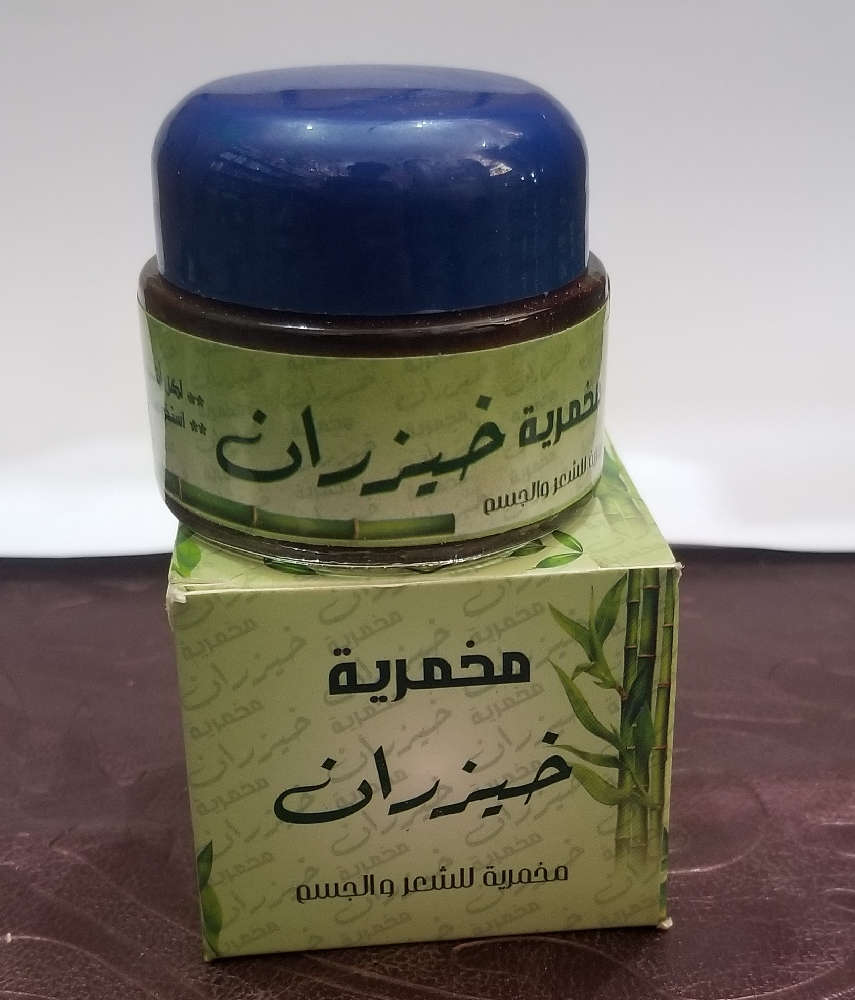 مخمرية خيزران
للشعر والجسم
**
**
مخمرية
خيزران
مخمرية للشعر والجسم